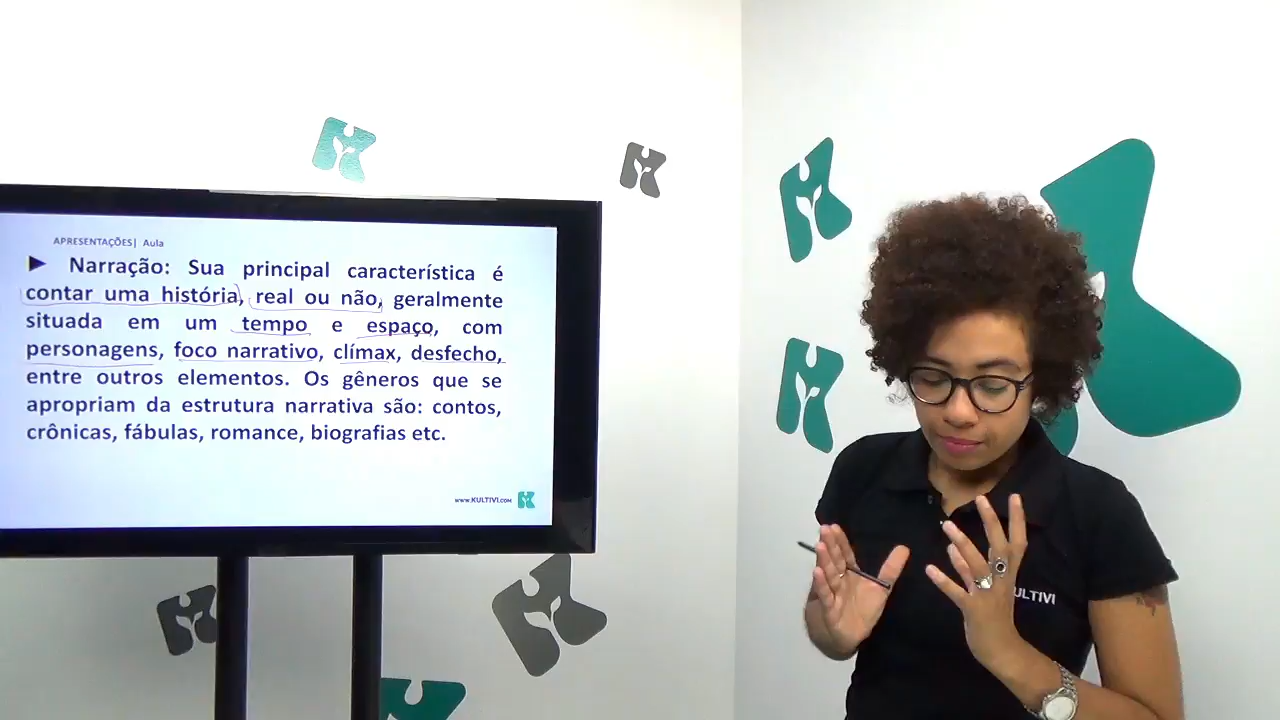 APRESENTAÇÕES| Aula
► Narração: Sua principal característica é
contar uma história, real ou não, geralmente
situada em um tempo e espaço, com
personagens, foco narrativo, clímax, desfecho,
entre outros elementos. Os gêneros que se
apropriam da estrutura narrativa são: contos,
crônicas, fábulas, romance, biografias etc.
www.KULTIVI.COM
ULTIVI